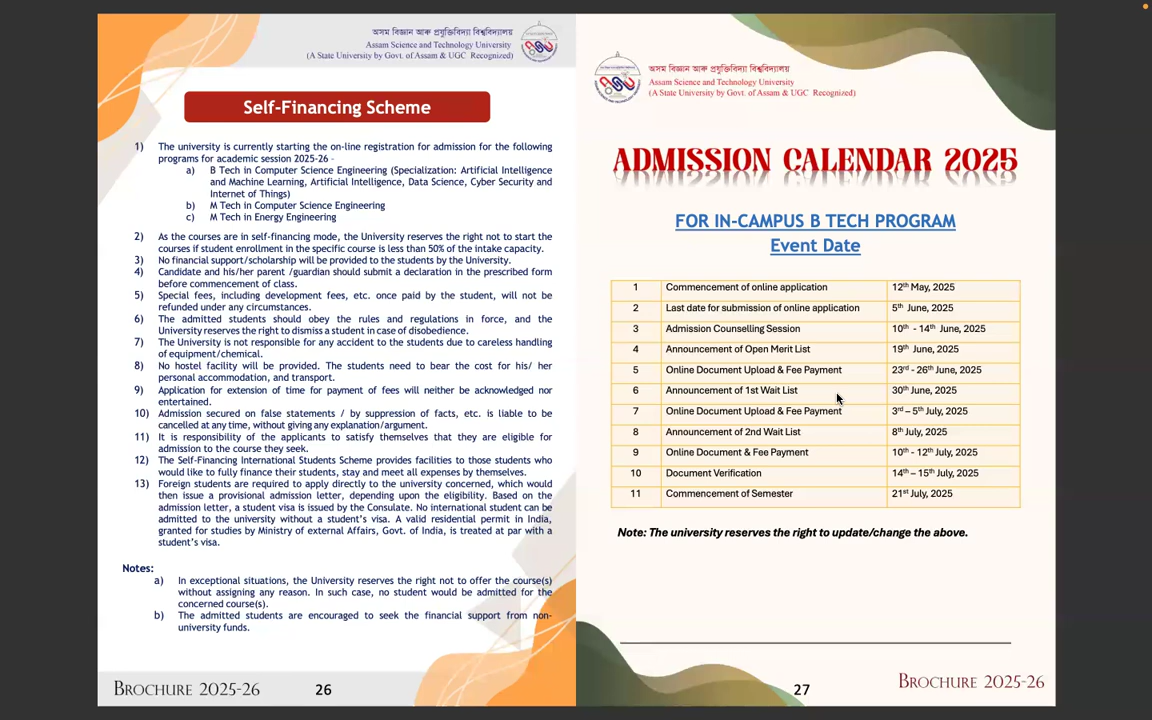 অসম বিজ্ঞান আৰু প্ৰযুক্তিবিদ্যা বিশ্ববিদ্যালয়
Assam Science and Technology University
(A State University by Govt. of Assam & UGC Recognized)
Self-Financing Scheme
1) The university is currently starting the on-line registration for admission for the following
programs for academic session 2025-26 –
a) B Tech in Computer Science Engineering (Specialization: Artificial Intelligence
and Machine Learning, Artificial Intelligence, Data Science, Cyber Security and
Internet of Things)
b) M Tech in Computer Science Engineering
c) M Tech in Energy Engineering
2) As the courses are in self-financing mode, the University reserves the right not to start the
courses if student enrollment in the specific course is less than 50% of the intake capacity.
3) No financial support/scholarship will be provided to the students by the University.
4) Candidate and his/her parent /guardian should submit a declaration in the prescribed form
before commencement of class.
5) Special fees, including development fees, etc. once paid by the student, will not be
refunded under any circumstances.
6) The admitted students should obey the rules and regulations in force, and the
University reserves the right to dismiss a student in case of disobedience.
7) The University is not responsible for any accident to the students due to careless handling
of equipment/chemical.
8) No hostel facility will be provided. The students need to bear the cost for his/ her
personal accommodation, and transport.
9) Application for extension of time for payment of fees will neither be acknowledged nor
entertained.
10) Admission secured on false statements / by suppression of facts, etc. is liable to be
cancelled at any time, without giving any explanation/argument.
11) It is responsibility of the applicants to satisfy themselves that they are eligible for
admission to the course they seek.
12) The Self-Financing International Students Scheme provides facilities to those students who
would like to fully finance their students, stay and meet all expenses by themselves.
13) Foreign students are required to apply directly to the university concerned, which would
then issue a provisional admission letter, depending upon the eligibility. Based on the
admission letter, a student visa is issued by the Consulate. No international student can be
admitted to the university without a student's visa. A valid residential permit in India,
granted for studies by Ministry of external Affairs, Govt. of India, is treated at par with a
student's visa.
Notes:
a) In exceptional situations, the University reserves the right not to offer the course(s)
without assigning any reason. In such case, no student would be admitted for the
concerned course(s).
b) The admitted students are encouraged to seek the financial support from non-
university funds.
BROCHURE 2025-26 26
অসম বিজ্ঞান আৰু প্ৰযুক্তিবিদ্যা বিশ্ববিদ্যালয়
Assam Science and Technology University
(A State University by Govt. of Assam & UGC Recognized)
ADMISSION CALENDAR 2025
FOR IN-CAMPUS B TECH PROGRAM
Event Date
1 Commencement of online application 12th May, 2025
2 Last date for submission of online application 5th June, 2025
3 Admission Counselling Session 10th - 14th June, 2025
4 Announcement of Open Merit List 19th June, 2025
5 Online Document Upload & Fee Payment 23rd - 26th June, 2025
6 Announcement of 1st Wait List 30th June, 2025
7 Online Document Upload & Fee Payment 3rd – 5th July, 2025
8 Announcement of 2nd Wait List 8th July, 2025
9 Online Document & Fee Payment 10th - 12th July, 2025
10 Document Verification 14th – 15th July, 2025
11 Commencement of Semester 21st July, 2025
Note: The university reserves the right to update/change the above.
27 BROCHURE 2025-26